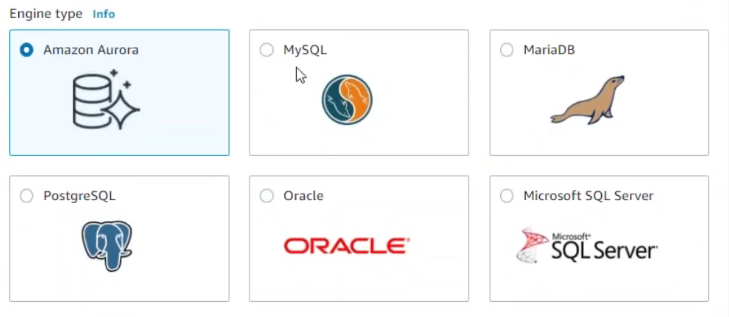 Engine type Info
Amazon Aurora
MySQL
MariaDB
PostgreSQL
Oracle
Microsoft SQL Server
ORACLE®
Microsoft®
SQL Server®